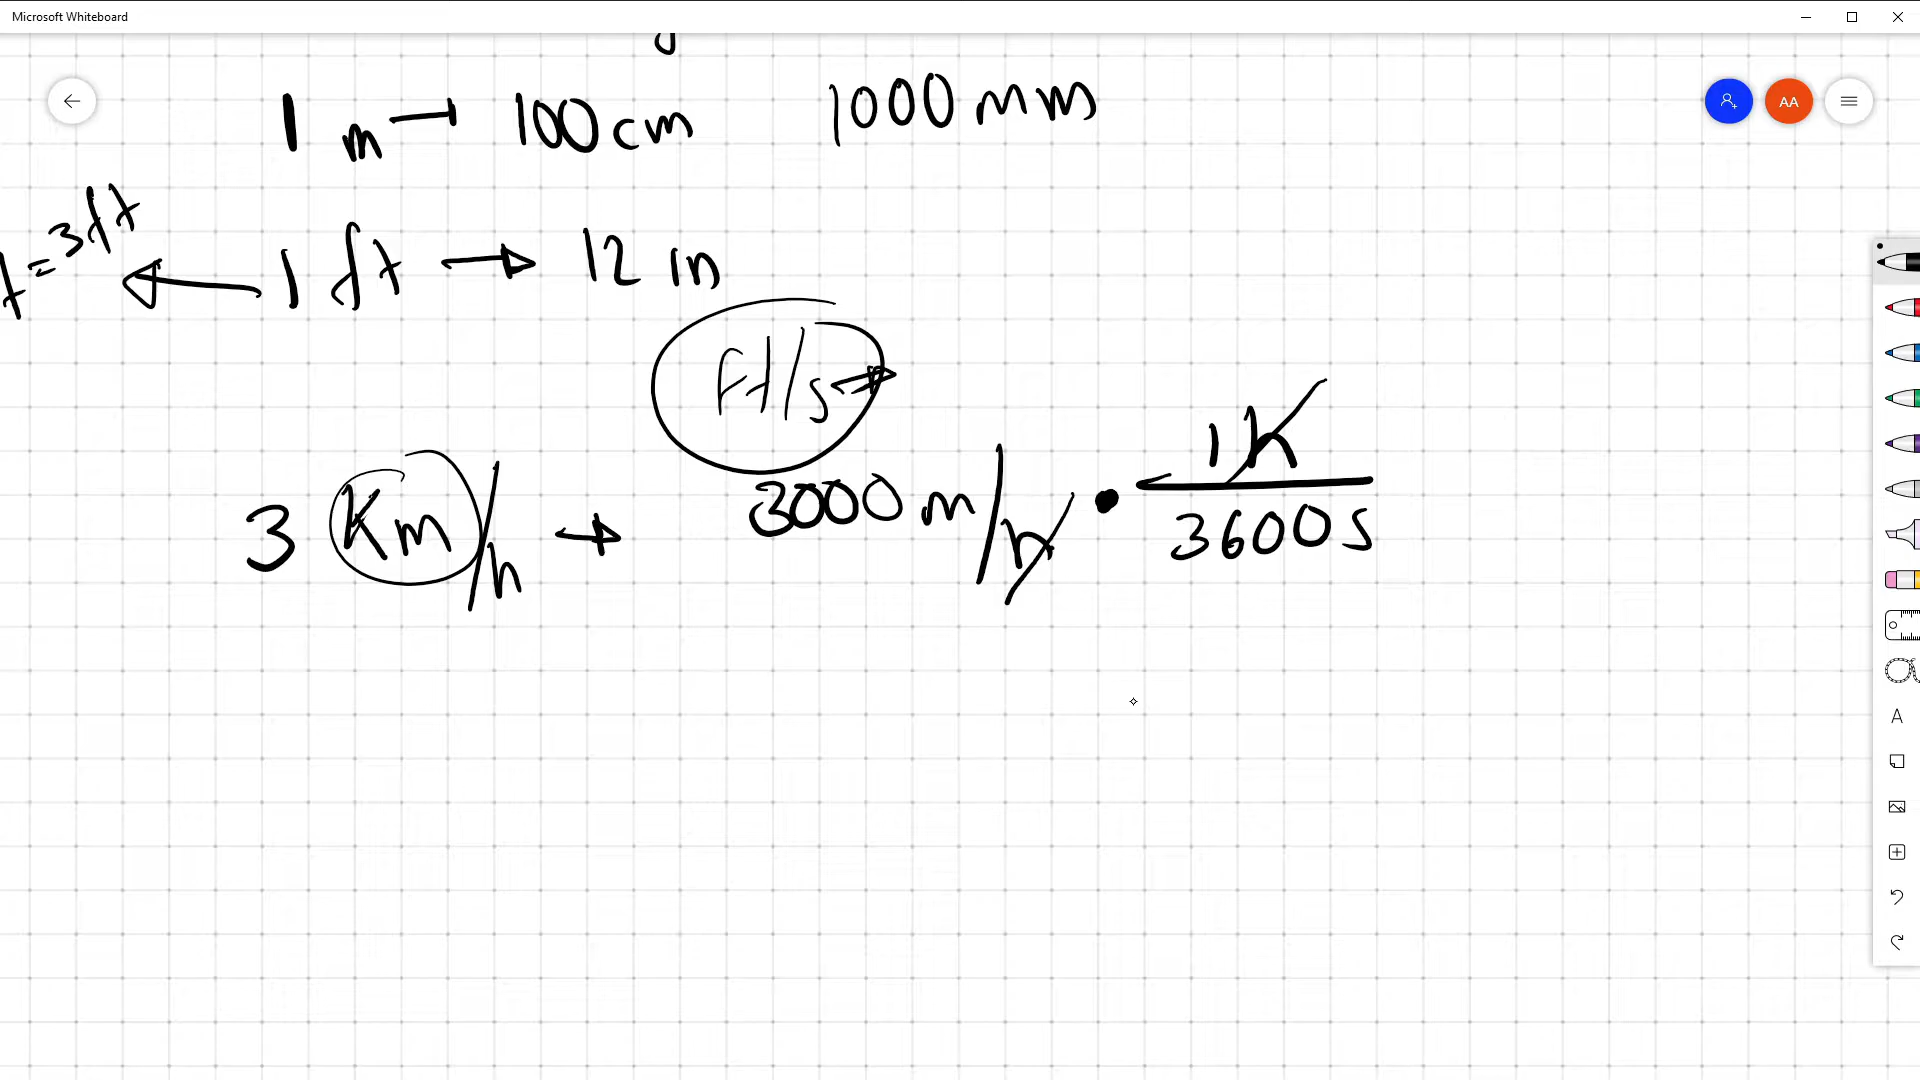 Microsoft Whiteboard
1 m → 100 cm 1000 mm
AA
= 3 ft
1 ft → 12 in
ft/s →
3 Km/h → 3000 m/h • 1 h
3600 s
A